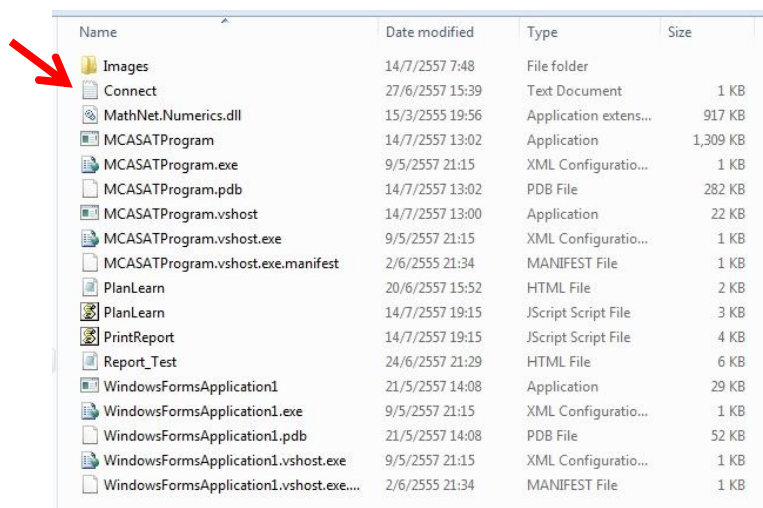 Name Date modified Type Size
Images 14/7/2557 7:48 File folder
Connect 27/6/2557 15:39 Text Document 1 KB
MathNet.Numerics.dll 15/3/2555 19:56 Application extens... 917 KB
MCASATProgram 14/7/2557 13:02 Application 1,309 KB
MCASATProgram.exe 9/5/2557 21:15 XML Configuratio... 1 KB
MCASATProgram.pdb 14/7/2557 13:02 PDB File 282 KB
MCASATProgram.vshost 14/7/2557 13:00 Application 22 KB
MCASATProgram.vshost.exe 9/5/2557 21:15 XML Configuratio... 1 KB
MCASATProgram.vshost.exe.manifest 2/6/2555 21:34 MANIFEST File 1 KB
PlanLearn 20/6/2557 15:52 HTML File 2 KB
PlanLearn 14/7/2557 19:15 JScript Script File 3 KB
PrintReport 14/7/2557 19:15 JScript Script File 4 KB
Report_Test 24/6/2557 21:29 HTML File 6 KB
WindowsFormsApplication1 21/5/2557 14:08 Application 29 KB
WindowsFormsApplication1.exe 9/5/2557 21:15 XML Configuratio... 1 KB
WindowsFormsApplication1.pdb 21/5/2557 14:08 PDB File 52 KB
WindowsFormsApplication1.vshost.exe 9/5/2557 21:15 XML Configuratio... 1 KB
WindowsFormsApplication1.vshost.exe.... 2/6/2555 21:34 MANIFEST File 1 KB